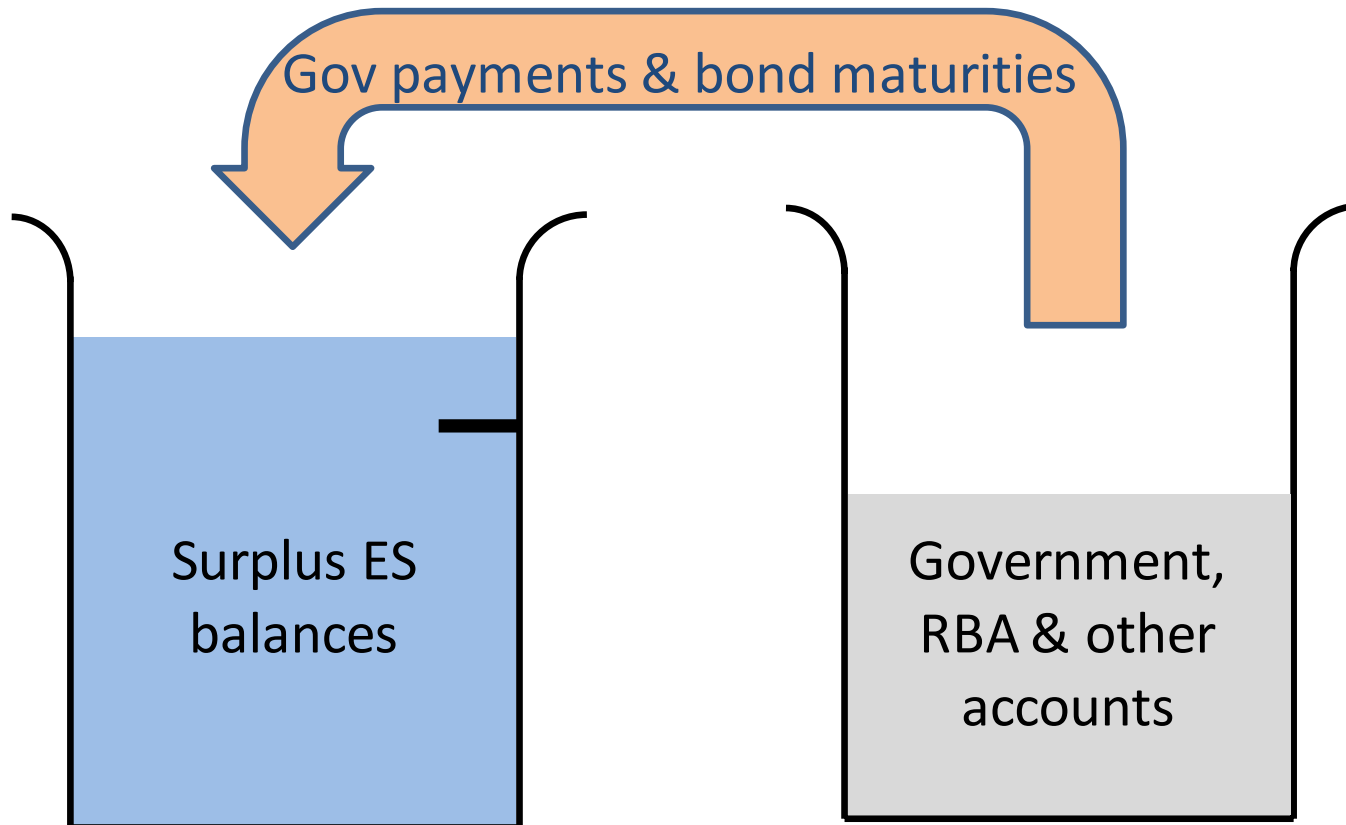 Gov payments & bond maturities
Surplus ES
balances
Government,
RBA & other
accounts